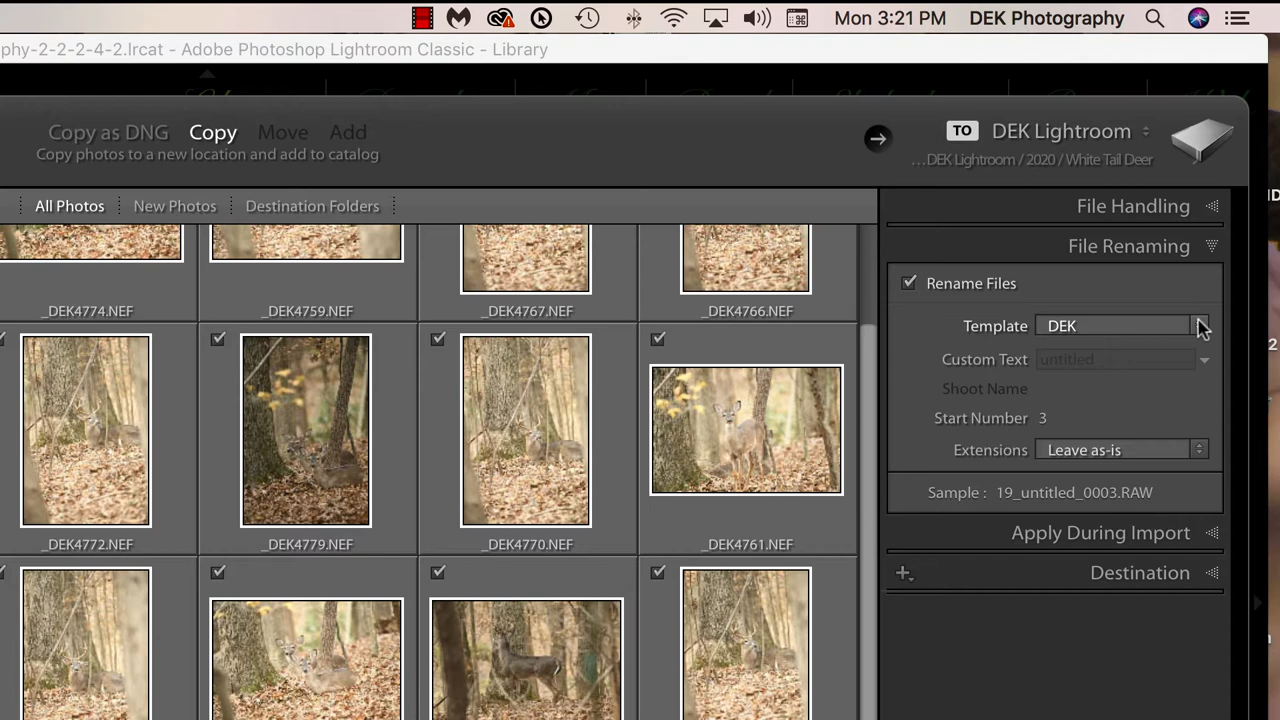 Mon 3:21 PM DEK Photography
phy-2-2-2-4-2.lrcat - Adobe Photoshop Lightroom Classic - Library
Copy as DNG Copy Move Add
Copy photos to a new location and add to catalog
TO DEK Lightroom
...DEK Lightroom / 2020 / White Tail Deer
All Photos New Photos Destination Folders
File Handling
File Renaming
Rename Files
Template DEK
Custom Text untitled
Shoot Name
Start Number 3
Extensions Leave as-is
Sample : 19_untitled_0003.RAW
Apply During Import
Destination
_DEK4774.NEF _DEK4759.NEF _DEK4767.NEF _DEK4766.NEF
_DEK4772.NEF _DEK4779.NEF _DEK4770.NEF _DEK4761.NEF